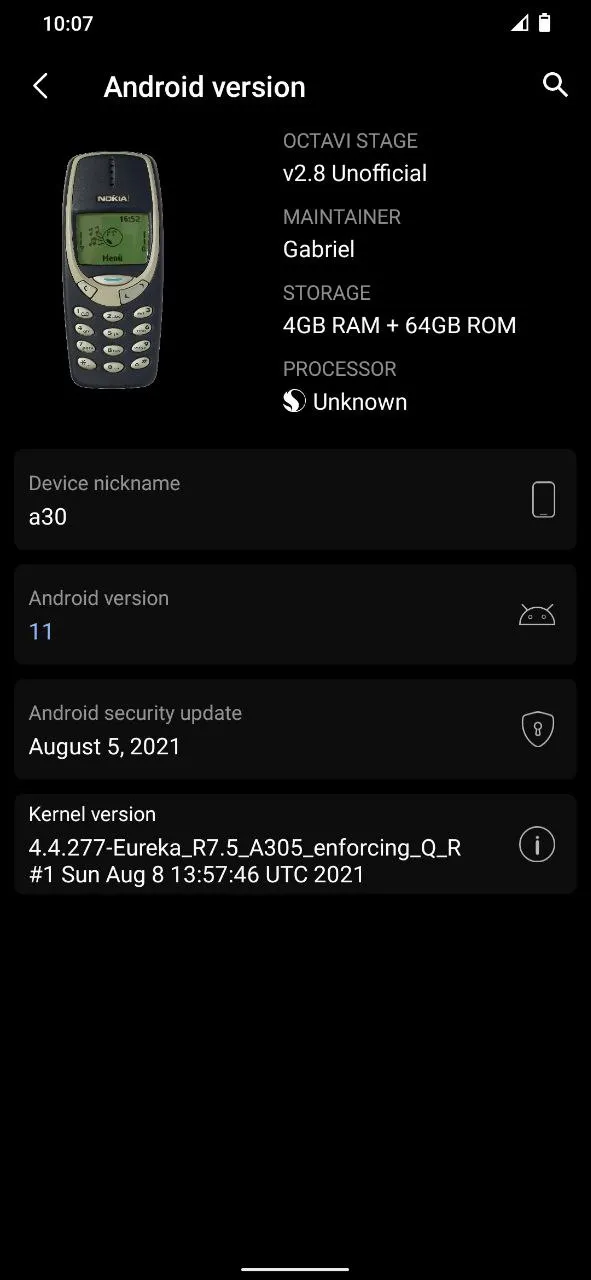 10:07
Android version
OCTAVI STAGE
v2.8 Unofficial
MAINTAINER
Gabriel
STORAGE
4GB RAM + 64GB ROM
PROCESSOR
Unknown
NOKIA
16:52
Menü
Device nickname
a30
Android version
11
Android security update
August 5, 2021
Kernel version
4.4.277-Eureka_R7.5_A305_enforcing_Q_R
#1 Sun Aug 8 13:57:46 UTC 2021